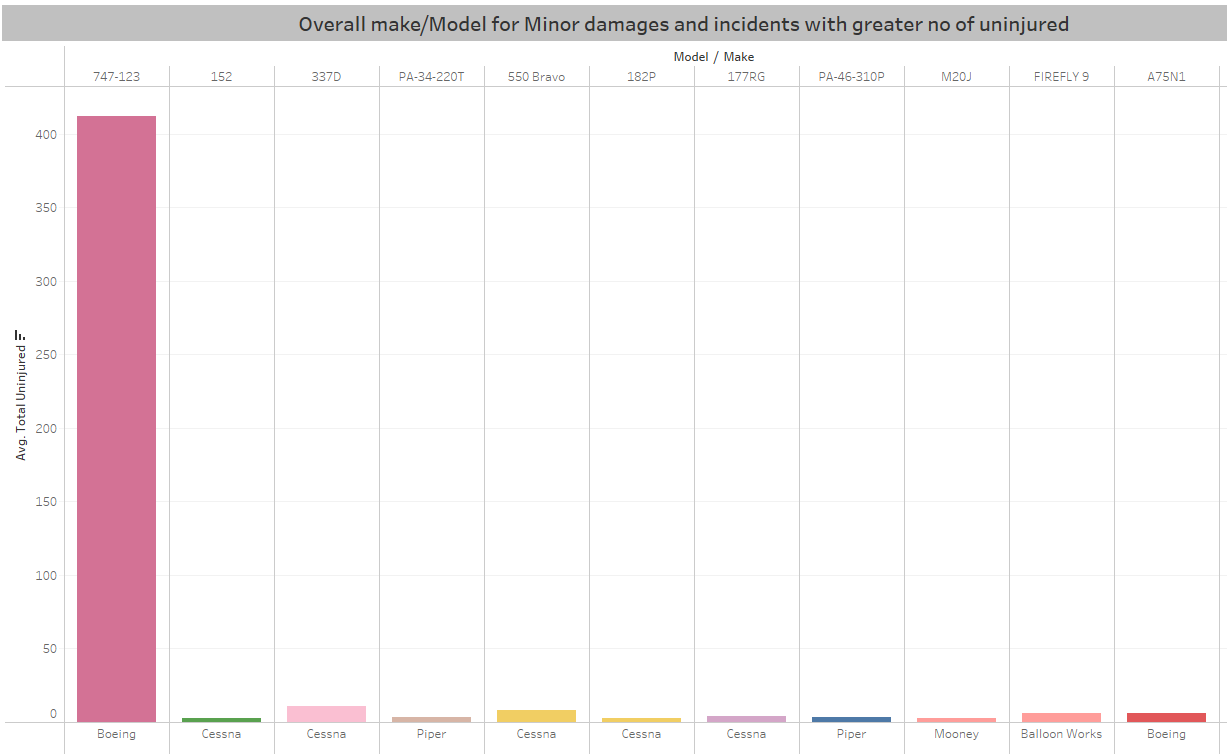 Overall make/Model for Minor damages and incidents with greater no of uninjured
Model / Make
747-123 152 337D PA-34-220T 550 Bravo 182P 177RG PA-46-310P M20J FIREFLY 9 A75N1
400
350
300
250
200
150
100
50
0
Avg. Total Uninjured
Boeing Cessna Cessna Piper Cessna Cessna Cessna Piper Mooney Balloon Works Boeing